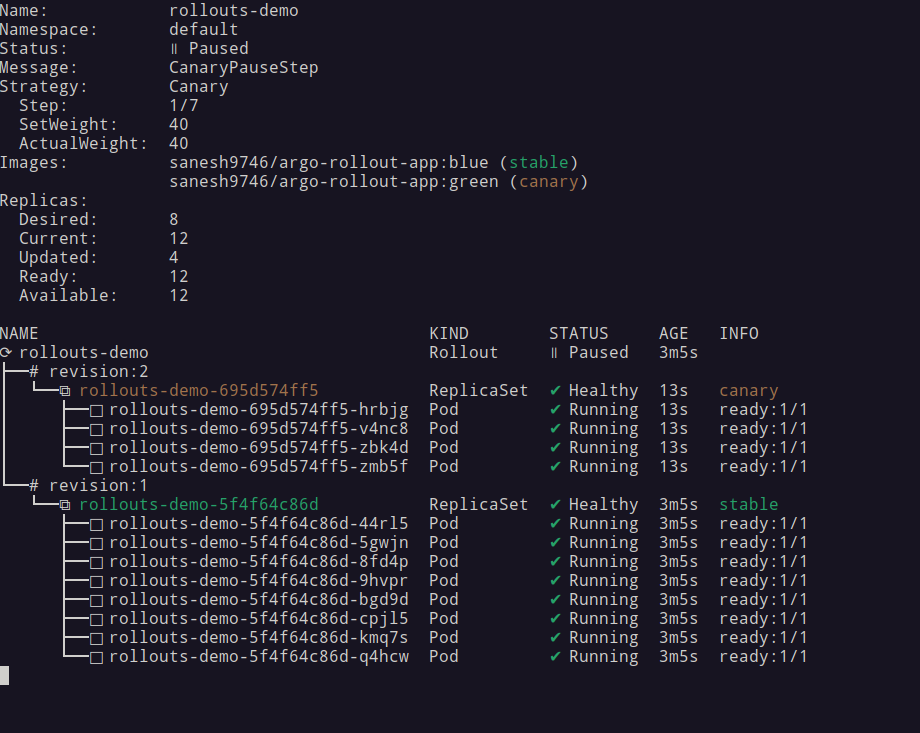 Name:            rollouts-demo
Namespace:       default
Status:          ॥ Paused
Message:         CanaryPauseStep
Strategy:        Canary
  Step:          1/7
  SetWeight:     40
  ActualWeight:  40
Images:          sanesh9746/argo-rollout-app:blue (stable)
                 sanesh9746/argo-rollout-app:green (canary)
Replicas:
  Desired:       8
  Current:       12
  Updated:       4
  Ready:         12
  Available:     12

NAME                                       KIND        STATUS     AGE   INFO
⟳ rollouts-demo                            Rollout     ॥ Paused   3m5s
├──# revision:2
│  └──⧉ rollouts-demo-695d574ff5           ReplicaSet  ✔ Healthy  13s   canary
│     ├──□ rollouts-demo-695d574ff5-hrbjg  Pod         ✔ Running  13s   ready:1/1
│     ├──□ rollouts-demo-695d574ff5-v4nc8  Pod         ✔ Running  13s   ready:1/1
│     ├──□ rollouts-demo-695d574ff5-zbk4d  Pod         ✔ Running  13s   ready:1/1
│     └──□ rollouts-demo-695d574ff5-zmb5f  Pod         ✔ Running  13s   ready:1/1
└──# revision:1
   └──⧉ rollouts-demo-5f4f64c86d           ReplicaSet  ✔ Healthy  3m5s  stable
      ├──□ rollouts-demo-5f4f64c86d-44rl5  Pod         ✔ Running  3m5s  ready:1/1
      ├──□ rollouts-demo-5f4f64c86d-5gwjn  Pod         ✔ Running  3m5s  ready:1/1
      ├──□ rollouts-demo-5f4f64c86d-8fd4p  Pod         ✔ Running  3m5s  ready:1/1
      ├──□ rollouts-demo-5f4f64c86d-9hvpr  Pod         ✔ Running  3m5s  ready:1/1
      ├──□ rollouts-demo-5f4f64c86d-bgd9d  Pod         ✔ Running  3m5s  ready:1/1
      ├──□ rollouts-demo-5f4f64c86d-cpjl5  Pod         ✔ Running  3m5s  ready:1/1
      ├──□ rollouts-demo-5f4f64c86d-kmq7s  Pod         ✔ Running  3m5s  ready:1/1
      └──□ rollouts-demo-5f4f64c86d-q4hcw  Pod         ✔ Running  3m5s  ready:1/1